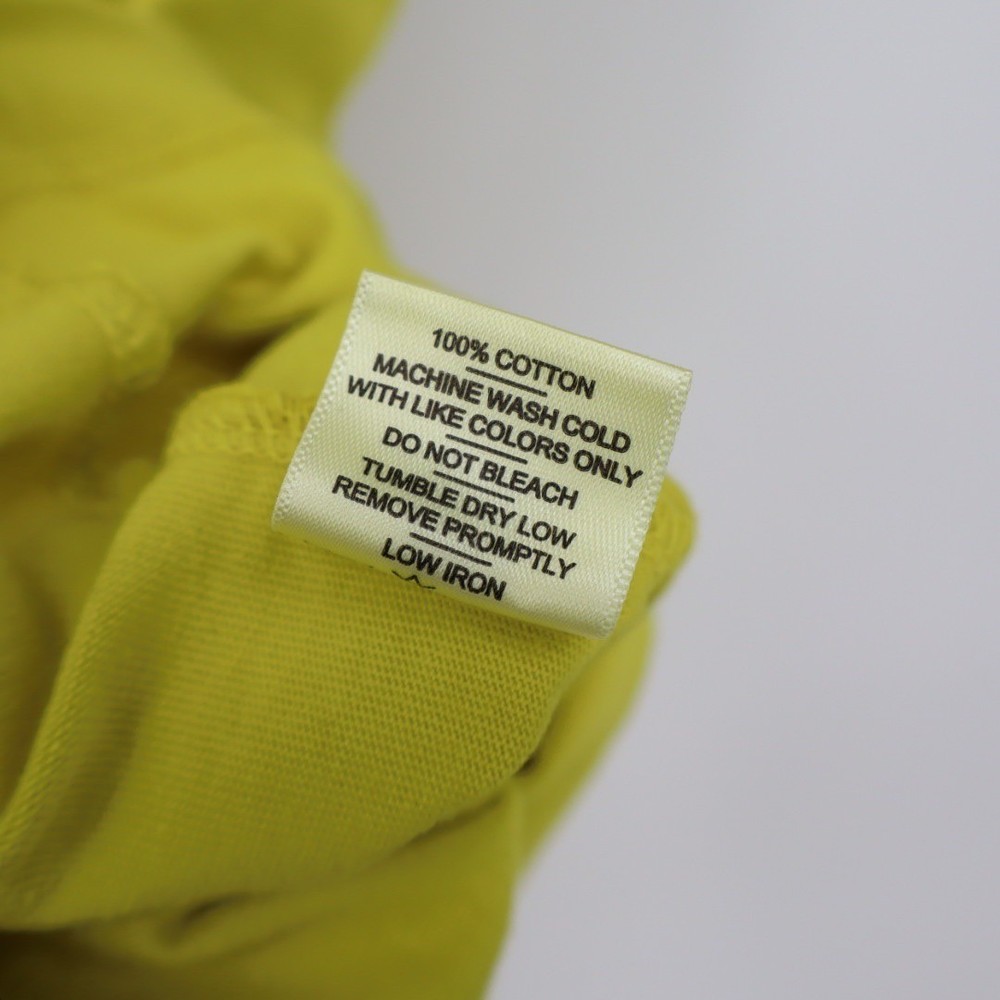 100% COTTON
MACHINE WASH COLD
WITH LIKE COLORS ONLY
DO NOT BLEACH
TUMBLE DRY LOW
REMOVE PROMPTLY
LOW IRON